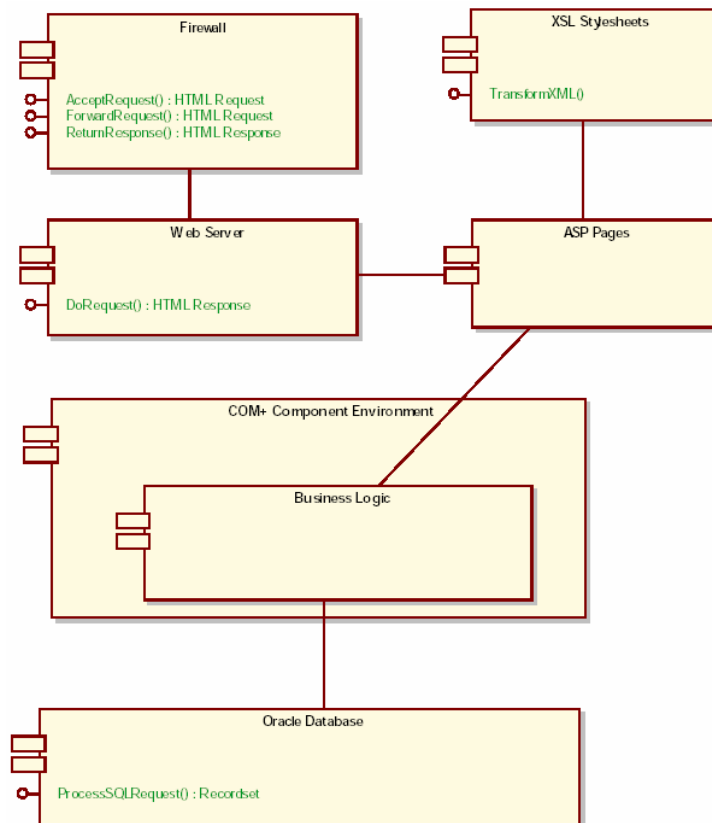 Firewall
AcceptRequest() : HTML Request
ForwardRequest() : HTML Request
ReturnResponse() : HTML Response
XSL Stylesheets
TransformXML()
Web Server
DoRequest() : HTML Response
ASP Pages
COM+ Component Environment
Business Logic
Oracle Database
ProcessSQLRequest() : Recordset